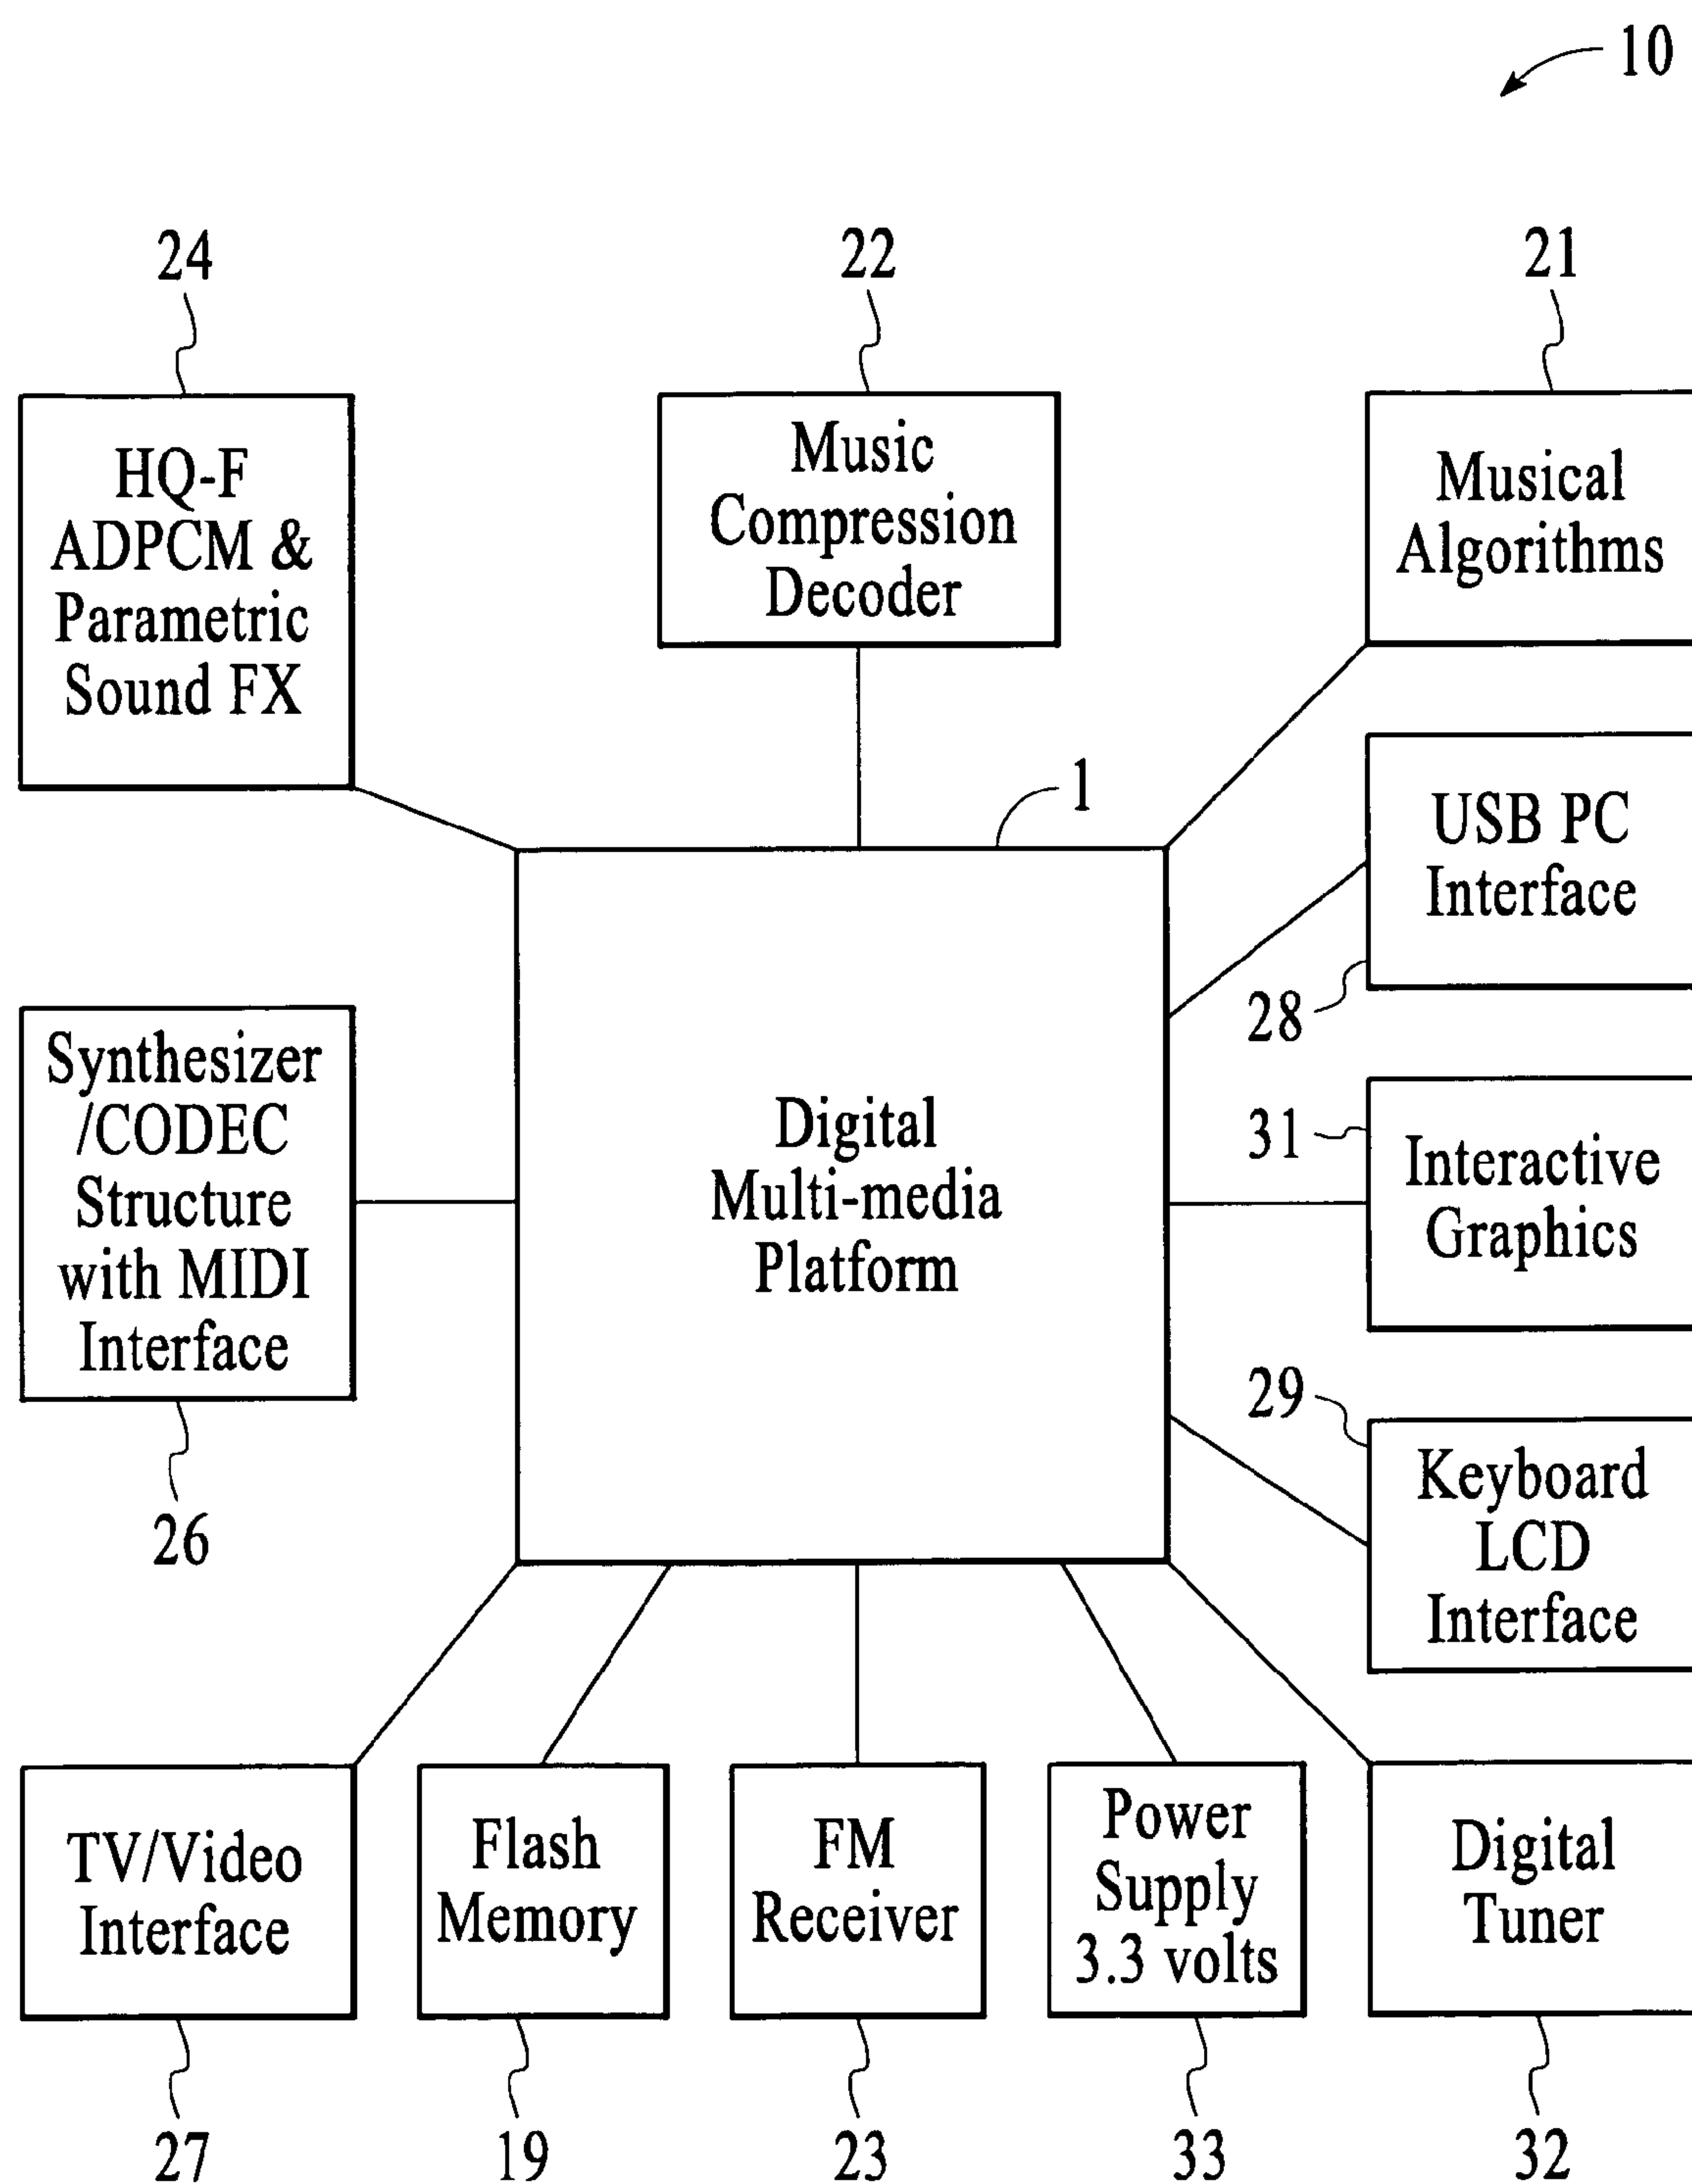 10
24
22
21
HQ-F
ADPCM &
Parametric
Sound FX
Music
Compression
Decoder
Musical
Algorithms
1
USB PC
Interface
28
Synthesizer
/CODEC
Structure
with MIDI
Interface
26
Digital
Multi-media
Platform
31
Interactive
Graphics
29
Keyboard
LCD
Interface
TV/Video
Interface
Flash
Memory
FM
Receiver
Power
Supply
3.3 volts
Digital
Tuner
27
19
23
33
32